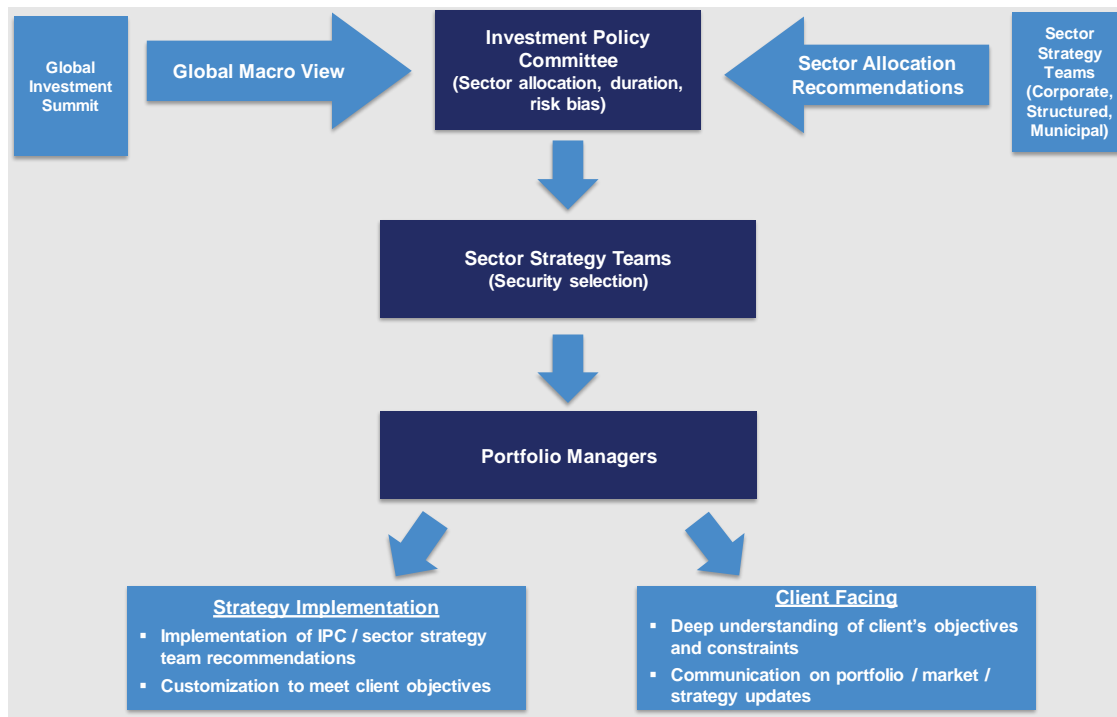 Global
Investment
Summit
Global Macro View
Investment Policy
Committee
(Sector allocation, duration,
risk bias)
Sector Allocation
Recommendations
Sector
Strategy
Teams
(Corporate,
Structured,
Municipal)
Sector Strategy Teams
(Security selection)
Portfolio Managers
Strategy Implementation
▪ Implementation of IPC / sector strategy
team recommendations
▪ Customization to meet client objectives
Client Facing
▪ Deep understanding of client's objectives
and constraints
▪ Communication on portfolio / market /
strategy updates